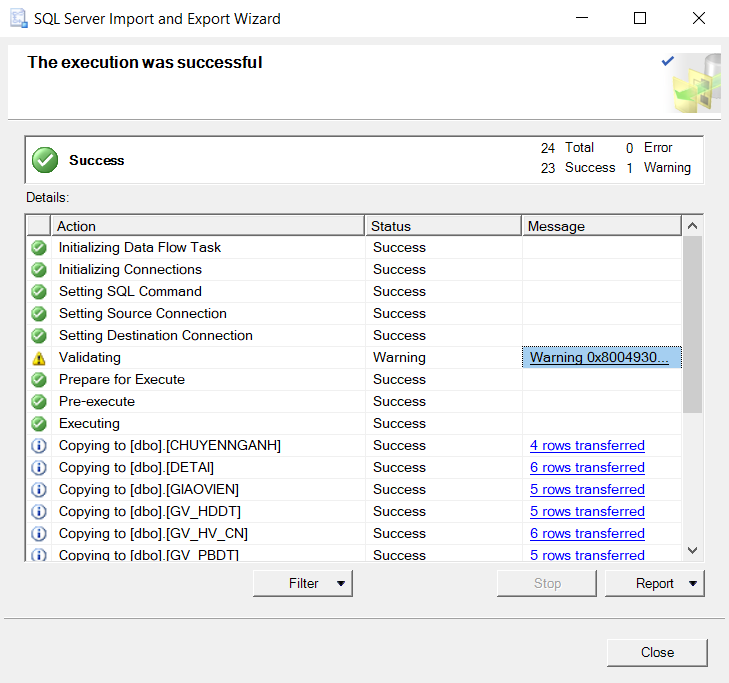 SQL Server Import and Export Wizard
The execution was successful
Success
24 Total 0 Error
23 Success 1 Warning
Details:
Action Status Message
Initializing Data Flow Task Success
Initializing Connections Success
Setting SQL Command Success
Setting Source Connection Success
Setting Destination Connection Success
Validating Warning Warning 0x8004930...
Prepare for Execute Success
Pre-execute Success
Executing Success
Copying to [dbo].[CHUYENNGANH] Success 4 rows transferred
Copying to [dbo].[DETAI] Success 6 rows transferred
Copying to [dbo].[GIAOVIEN] Success 5 rows transferred
Copying to [dbo].[GV_HDDT] Success 5 rows transferred
Copying to [dbo].[GV_HV_CN] Success 6 rows transferred
Copying to [dbo].[GV_PBDT] Success 5 rows transferred
Filter Stop Report
Close